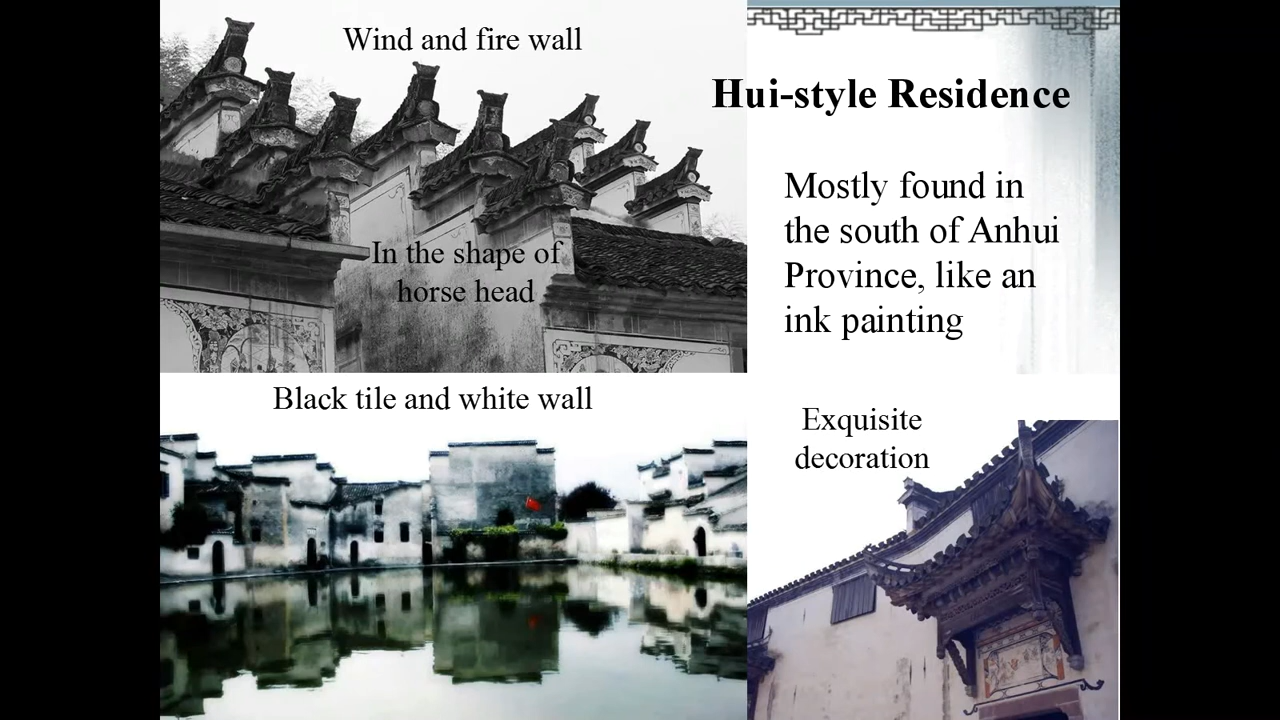 Wind and fire wall
Hui-style Residence
In the shape of
horse head
Mostly found in
the south of Anhui
Province, like an
ink painting
Black tile and white wall
Exquisite
decoration